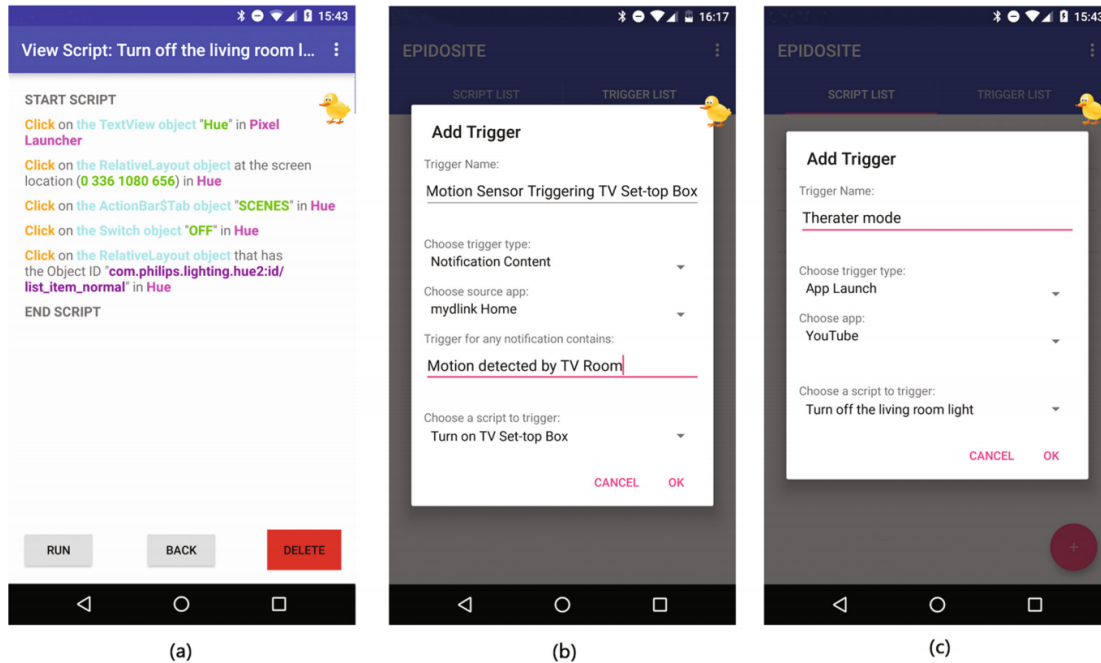 15:43
View Script: Turn off the living room l...
START SCRIPT
Click on the TextView object "Hue" in Pixel
Launcher
Click on the RelativeLayout object at the screen
location (0 336 1080 656) in Hue
Click on the ActionBar$Tab object "SCENES" in Hue
Click on the Switch object "OFF" in Hue
Click on the RelativeLayout object that has
the Object ID "com.philips.lighting.hue2:id/
list_item_normal" in Hue
END SCRIPT
RUN
BACK
DELETE
(a)
16:17
EPIDOSITE
SCRIPT LIST
TRIGGER LIST
Add Trigger
Trigger Name:
Motion Sensor Triggering TV Set-top Box
Choose trigger type:
Notification Content
Choose source app:
mydlink Home
Trigger for any notification contains:
Motion detected by TV Room
Choose a script to trigger:
Turn on TV Set-top Box
CANCEL
OK
(b)
15:43
EPIDOSITE
SCRIPT LIST
TRIGGER LIST
Add Trigger
Trigger Name:
Therater mode
Choose trigger type:
App Launch
Choose app:
YouTube
Choose a script to trigger:
Turn off the living room light
CANCEL
OK
+
(c)